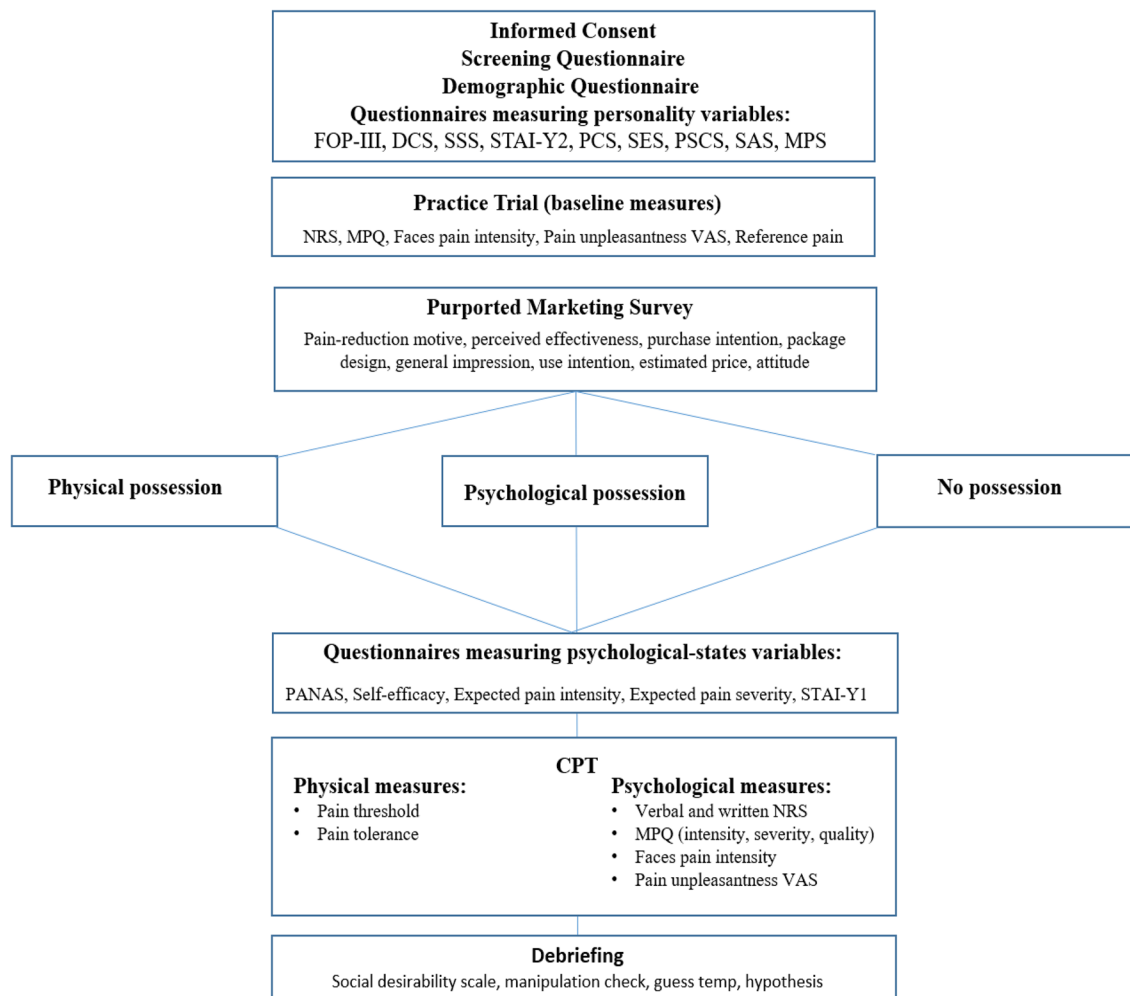 Informed Consent
Screening Questionnaire
Demographic Questionnaire
Questionnaires measuring personality variables:
FOP-III, DCS, SSS, STAI-Y2, PCS, SES, PSCS, SAS, MPS
Practice Trial (baseline measures)
NRS, MPQ, Faces pain intensity, Pain unpleasantness VAS, Reference pain
Purported Marketing Survey
Pain-reduction motive, perceived effectiveness, purchase intention, package
design, general impression, use intention, estimated price, attitude
Physical possession
Psychological possession
No possession
Questionnaires measuring psychological-states variables:
PANAS, Self-efficacy, Expected pain intensity, Expected pain severity, STAI-Y1
CPT
Physical measures:
• Pain threshold
• Pain tolerance
Psychological measures:
• Verbal and written NRS
• MPQ (intensity, severity, quality)
• Faces pain intensity
• Pain unpleasantness VAS
Debriefing
Social desirability scale, manipulation check, guess temp, hypothesis